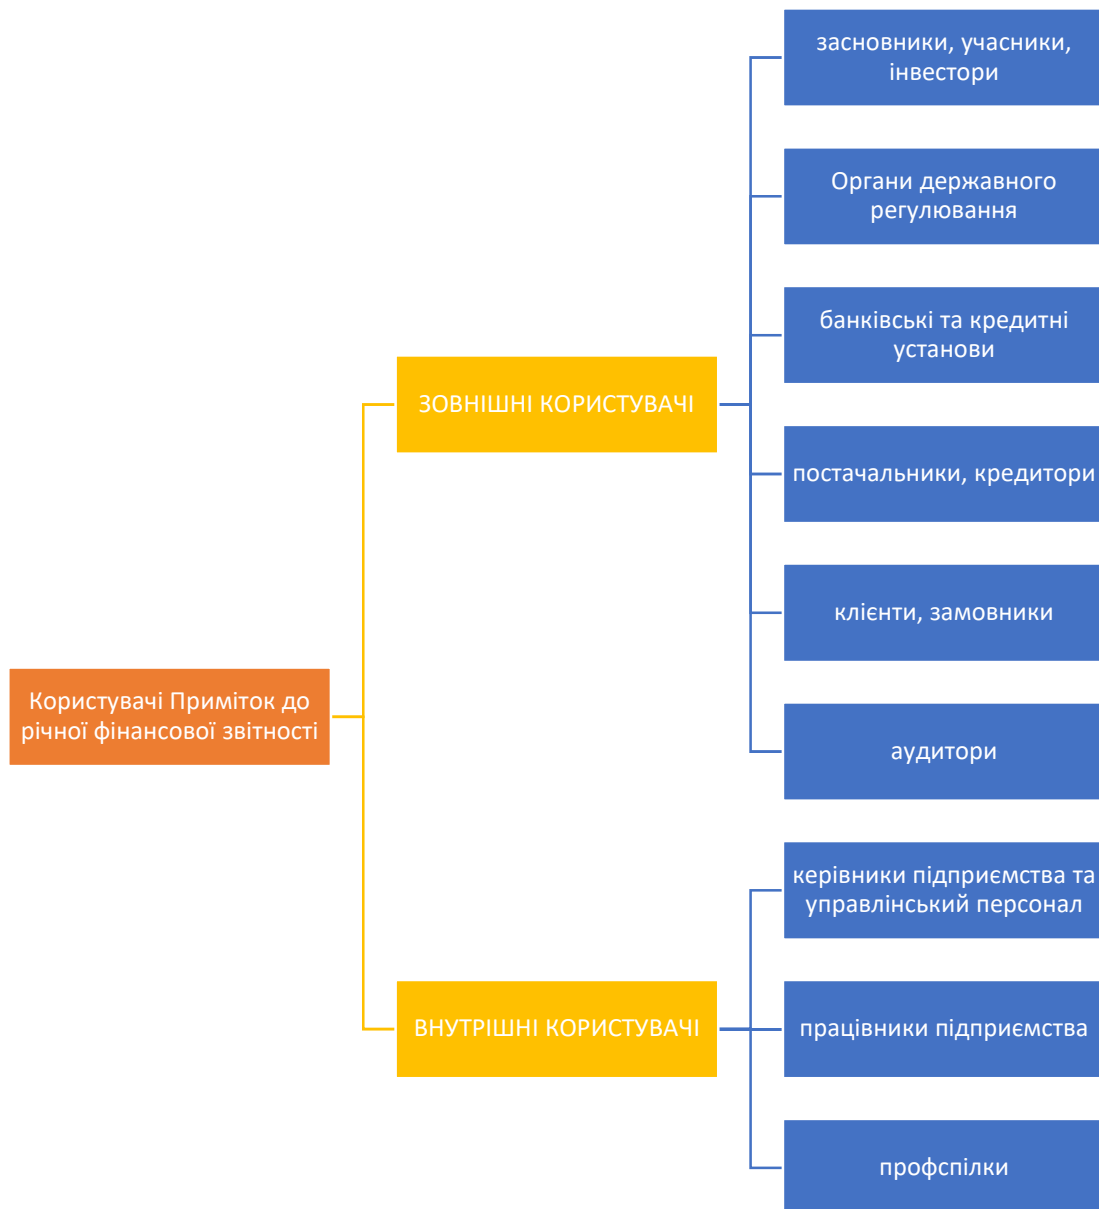 засновники, учасники,
інвестори
Органи державного
регулювання
банківські та кредитні
установи
ЗОВНІШНІ КОРИСТУВАЧІ
постачальники, кредитори
клієнти, замовники
Користувачі Приміток до
річної фінансової звітності
аудитори
керівники підприємства та
управлінський персонал
ВНУТРІШНІ КОРИСТУВАЧІ
працівники підприємства
профспілки